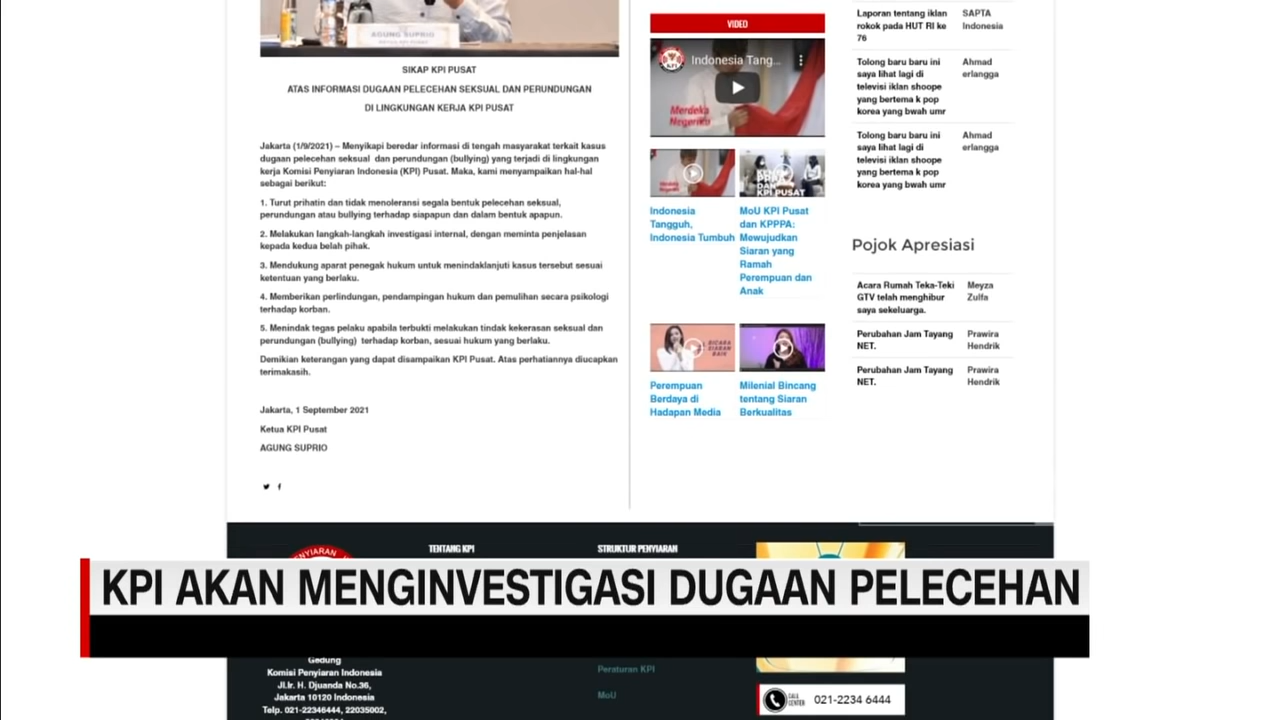 AGUNG SUPRIO
SIKAP KPI PUSAT
ATAS INFORMASI DUGAAN PELECEHAN SEKSUAL DAN PERUNDUNGAN
DI LINGKUNGAN KERJA KPI PUSAT
Jakarta (1/9/2021) – Menyikapi beredar informasi di tengah masyarakat terkait kasus
dugaan pelecehan seksual dan perundungan (bullying) yang terjadi di lingkungan
kerja Komisi Penyiaran Indonesia (KPI) Pusat. Maka, kami menyampaikan hal-hal
sebagai berikut:
1. Turut prihatin dan tidak menoleransi segala bentuk pelecehan seksual,
perundungan atau bullying terhadap siapapun dan dalam bentuk apapun.
2. Melakukan langkah-langkah investigasi internal, dengan meminta penjelasan
kepada kedua belah pihak.
3. Mendukung aparat penegak hukum untuk menindaklanjuti kasus tersebut sesuai
ketentuan yang berlaku.
4. Memberikan perlindungan, pendampingan hukum dan pemulihan secara psikologi
terhadap korban.
5. Menindak tegas pelaku apabila terbukti melakukan tindak kekerasan seksual dan
perundungan (bullying) terhadap korban, sesuai hukum yang berlaku.
Demikian keterangan yang dapat disampaikan KPI Pusat. Atas perhatiannya diucapkan
terimakasih.
Jakarta, 1 September 2021
Ketua KPI Pusat
AGUNG SUPRIO
VIDEO
KPI
Indonesia Tang...
Merdeka
Negeriku
Indonesia
Tangguh,
Indonesia Tumbuh
DAN
KPI PUSAT
MoU KPI Pusat
dan KPPPA:
Mewujudkan
Siaran yang
Ramah
Perempuan dan
Anak
BICARA
SIARAN
BAIK
Perempuan
Berdaya di
Hadapan Media
Milenial Bincang
tentang Siaran
Berkualitas
Laporan tentang iklan
rokok pada HUT RI ke
76
SAPTA
Indonesia
Tolong baru baru ini
saya lihat lagi di
televisi iklan shoope
yang bertema k pop
korea yang bwah umr
Ahmad
erlangga
Tolong baru baru ini
saya lihat lagi di
televisi iklan shoope
yang bertema k pop
korea yang bwah umr
Ahmad
erlangga
Pojok Apresiasi
Acara Rumah Teka-Teki
GTV telah menghibur
saya sekeluarga.
Meyza
Zulfa
Perubahan Jam Tayang
NET.
Prawira
Hendrik
Perubahan Jam Tayang
NET.
Prawira
Hendrik
TENTANG KPI
STRUKTUR PENYIARAN
KPI AKAN MENGINVESTIGASI DUGAAN PELECEHAN
Gedung
Komisi Penyiaran Indonesia
Jl.Ir. H. Djuanda No.36,
Jakarta 10120 Indonesia
Telp. 021-22346444, 22035002,
Peraturan KPI
MoU
CALL
CENTER
021-2234 6444